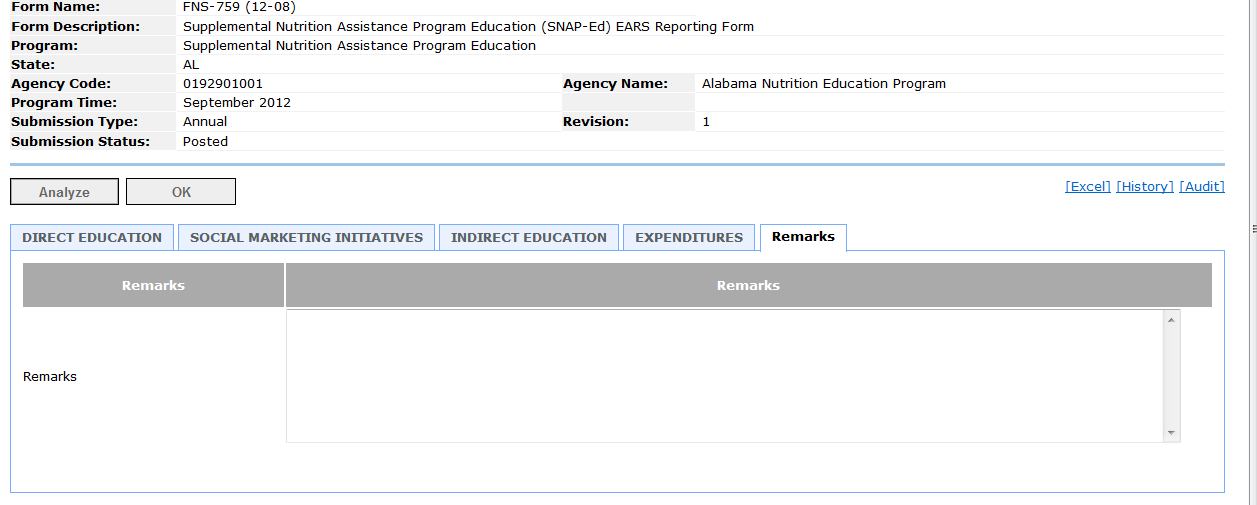 Form Name: FNS-759 (12-08)
Form Description: Supplemental Nutrition Assistance Program Education (SNAP-Ed) EARS Reporting Form
Program: Supplemental Nutrition Assistance Program Education
State: AL
Agency Code: 0192901001 Agency Name: Alabama Nutrition Education Program
Program Time: September 2012
Submission Type: Annual Revision: 1
Submission Status: Posted
Analyze OK [Excel] [History] [Audit]
DIRECT EDUCATION SOCIAL MARKETING INITIATIVES INDIRECT EDUCATION EXPENDITURES Remarks
Remarks Remarks
Remarks